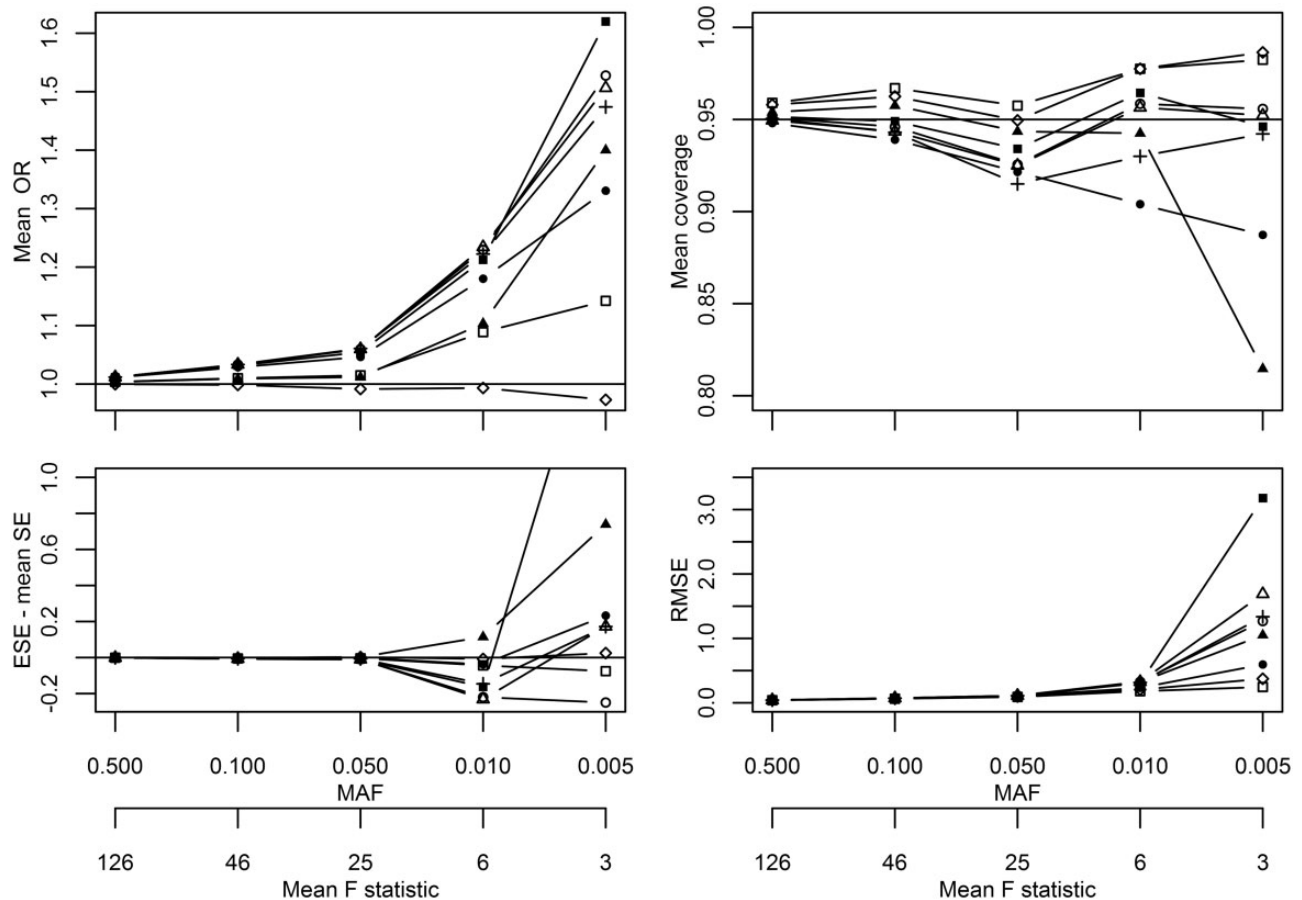 Mean OR
1.0 1.1 1.2 1.3 1.4 1.5 1.6
Mean coverage
0.80 0.85 0.90 0.95 1.00
ESE - mean SE
-0.2 0.2 0.6 1.0
0.500 0.100 0.050 0.010 0.005
MAF
126 46 25 6 3
Mean F statistic
RMSE
0.0 1.0 2.0 3.0
0.500 0.100 0.050 0.010 0.005
MAF
126 46 25 6 3
Mean F statistic